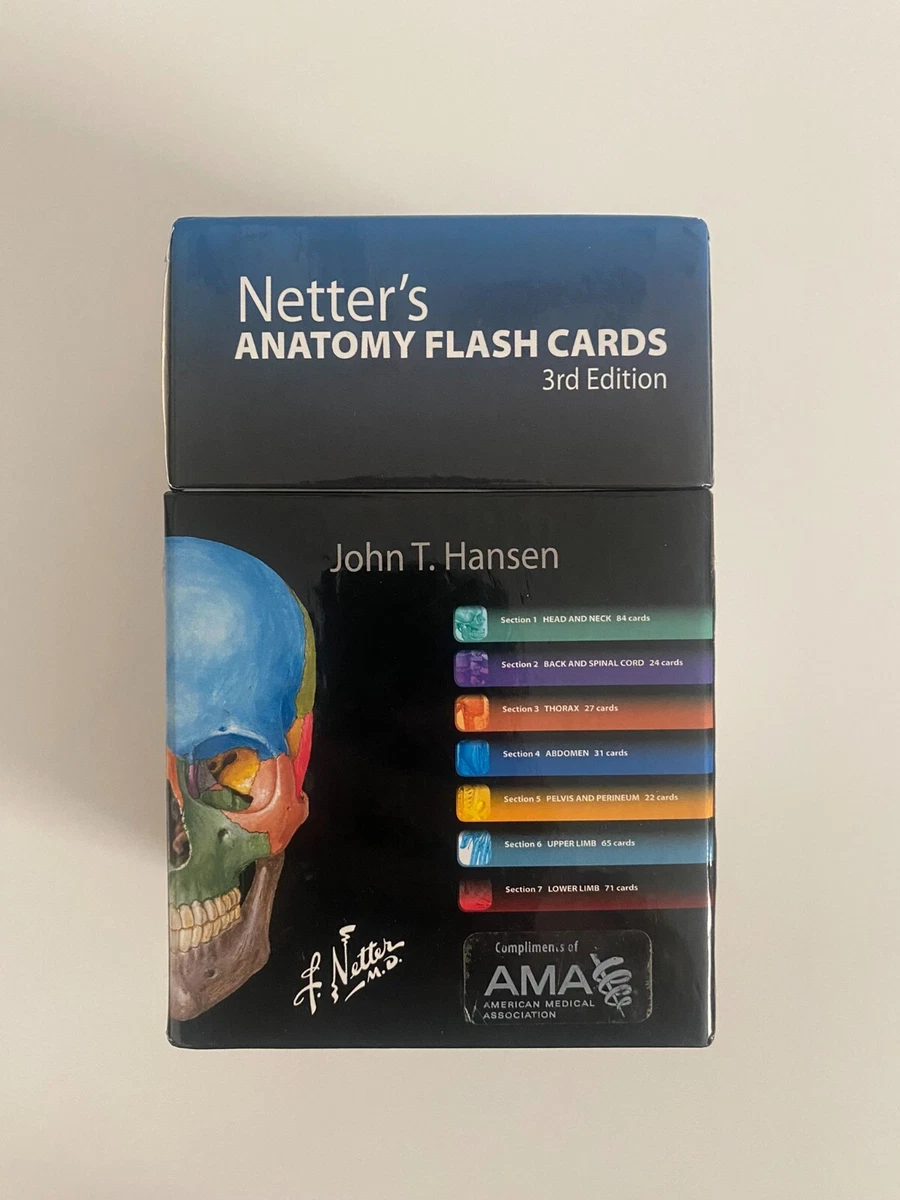 Netter's
ANATOMY FLASH CARDS
3rd Edition
John T. Hansen
Section 1 HEAD AND NECK 84 cards
Section 2 BACK AND SPINAL CORD 24 cards
Section 3 THORAX 27 cards
Section 4 ABDOMEN 31 cards
Section 5 PELVIS AND PERINEUM 22 cards
Section 6 UPPER LIMB 65 cards
Section 7 LOWER LIMB 71 cards
F. Netter
M.D.
Compliments of
AMA
AMERICAN MEDICAL
ASSOCIATION